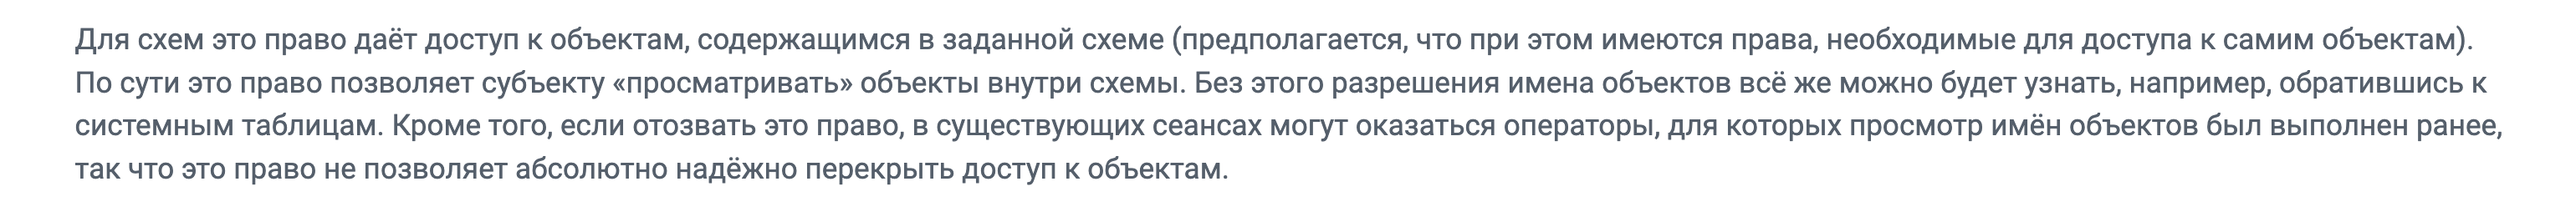 Для схем это право даёт доступ к объектам, содержащимся в заданной схеме (предполагается, что при этом имеются права, необходимые для доступа к самим объектам).
По сути это право позволяет субъекту «просматривать» объекты внутри схемы. Без этого разрешения имена объектов всё же можно будет узнать, например, обратившись к
системным таблицам. Кроме того, если отозвать это право, в существующих сеансах могут оказаться операторы, для которых просмотр имён объектов был выполнен ранее,
так что это право не позволяет абсолютно надёжно перекрыть доступ к объектам.